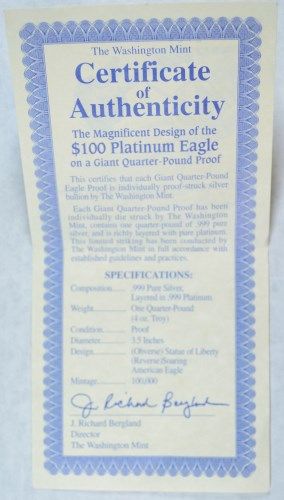 The Washington Mint
Certificate
of
Authenticity
The Magnificent Design of the
$100 Platinum Eagle
on a Giant Quarter-Pound Proof
This certifies that each Giant Quarter-Pound
Eagle Proof is individually proof-struck silver
bullion by The Washington Mint.
Each Giant Quarter-Pound Proof has been
individually die struck by The Washington
Mint, contains one quarter-pound of .999 pure
silver, and is richly layered with pure platinum.
This limited striking has been conducted by
The Washington Mint in full accordance with
established guidelines and practices.
SPECIFICATIONS:
Composition ........ .999 Pure Silver,
Layered in .999 Platinum
Weight ........ One Quarter-Pound
(4 oz. Troy)
Condition ........ Proof
Diameter ........ 3.5 Inches
Design ........ (Obverse) Statue of Liberty
(Reverse)Soaring
American Eagle
Mintage ........ 100,000
J. Richard Bergland
J. Richard Bergland
Director
The Washington Mint